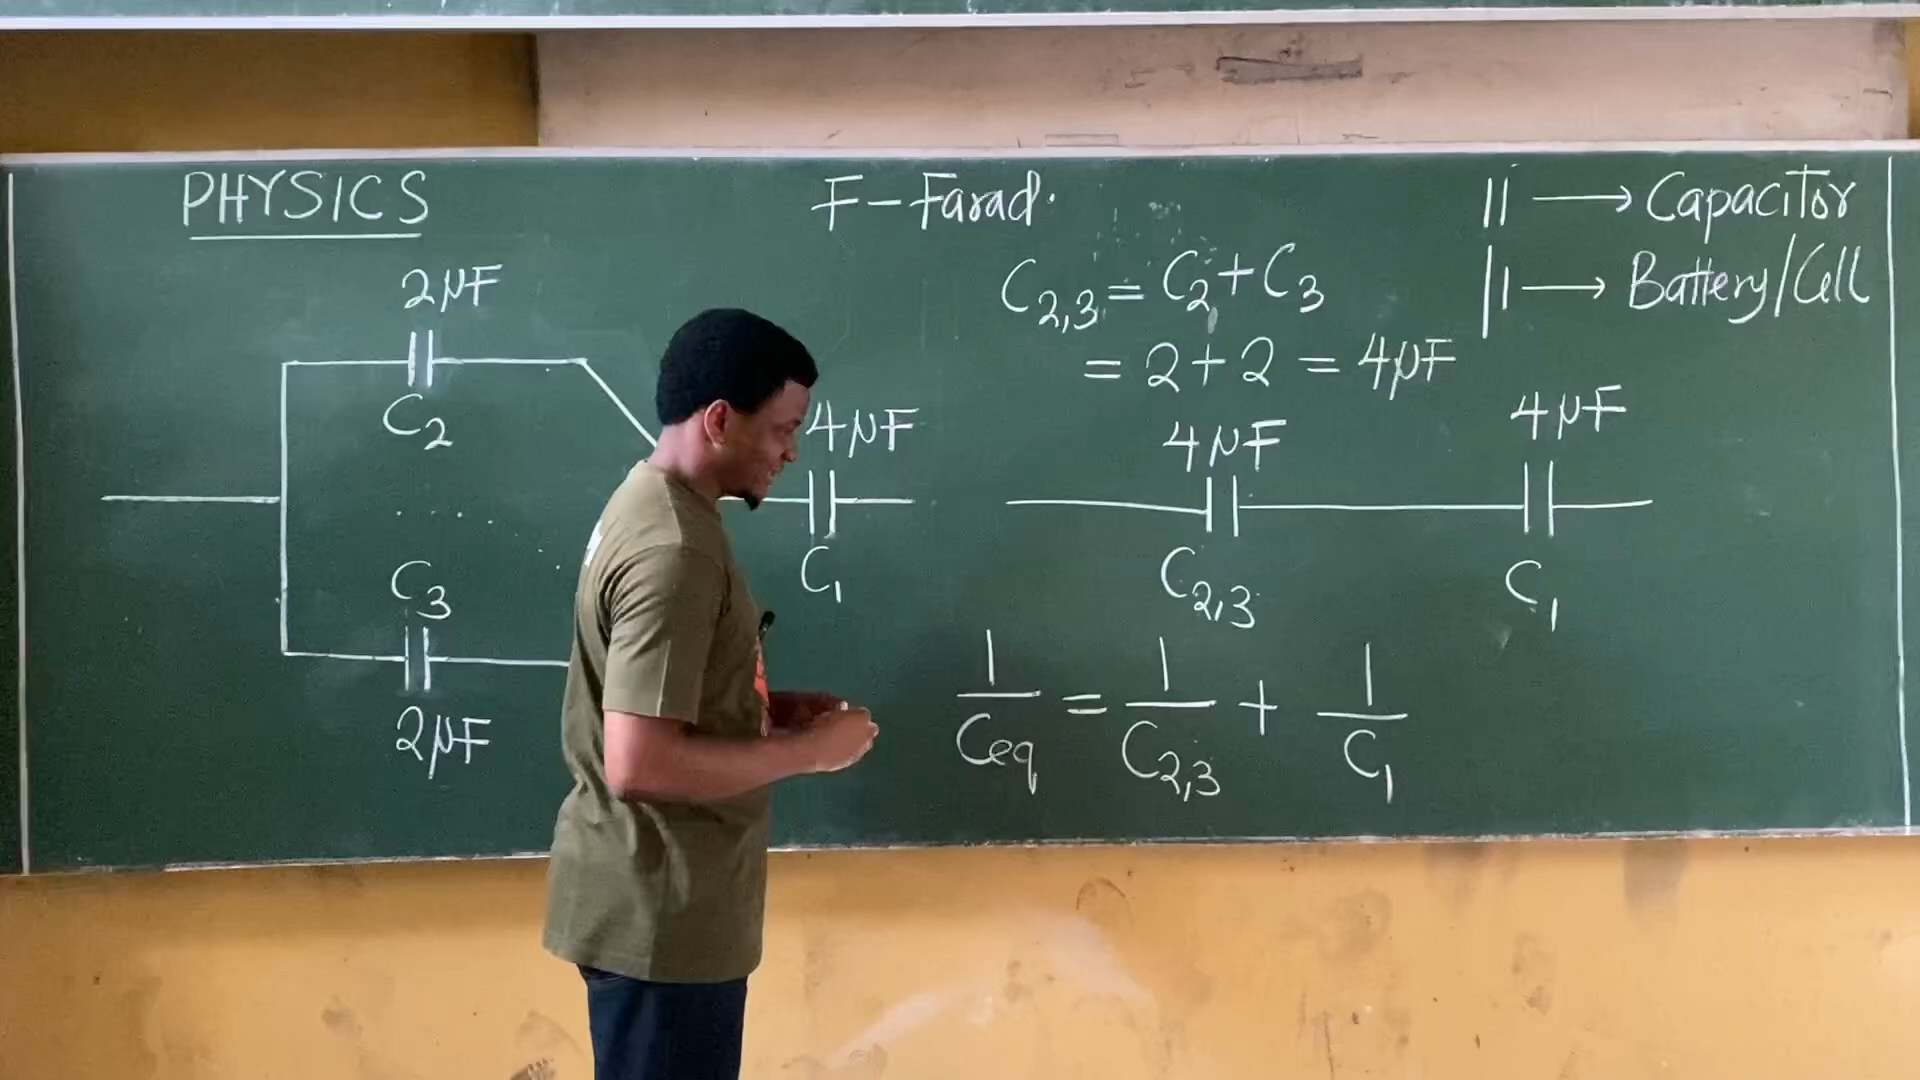 PHYSICS
F - Farad.
|| → Capacitor
|| → Battery/Cell
2μF
C2
C3
2μF
4μF
C1
C2,3 = C2 + C3
= 2 + 2 = 4μF
4μF
4μF
C2,3
C1
1/Ceq = 1/C2,3 + 1/C1